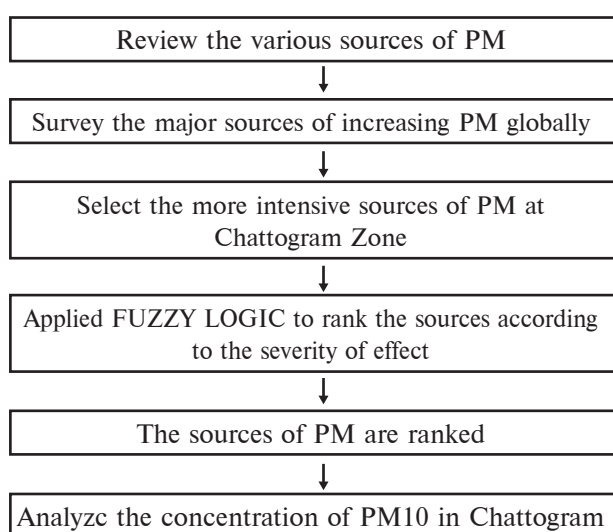 Review the various sources of PM
Survey the major sources of increasing PM globally
Select the more intensive sources of PM at
Chattogram Zone
Applied FUZZY LOGIC to rank the sources according
to the severity of effect
The sources of PM are ranked
Analyzc the concentration of PM10 in Chattogram